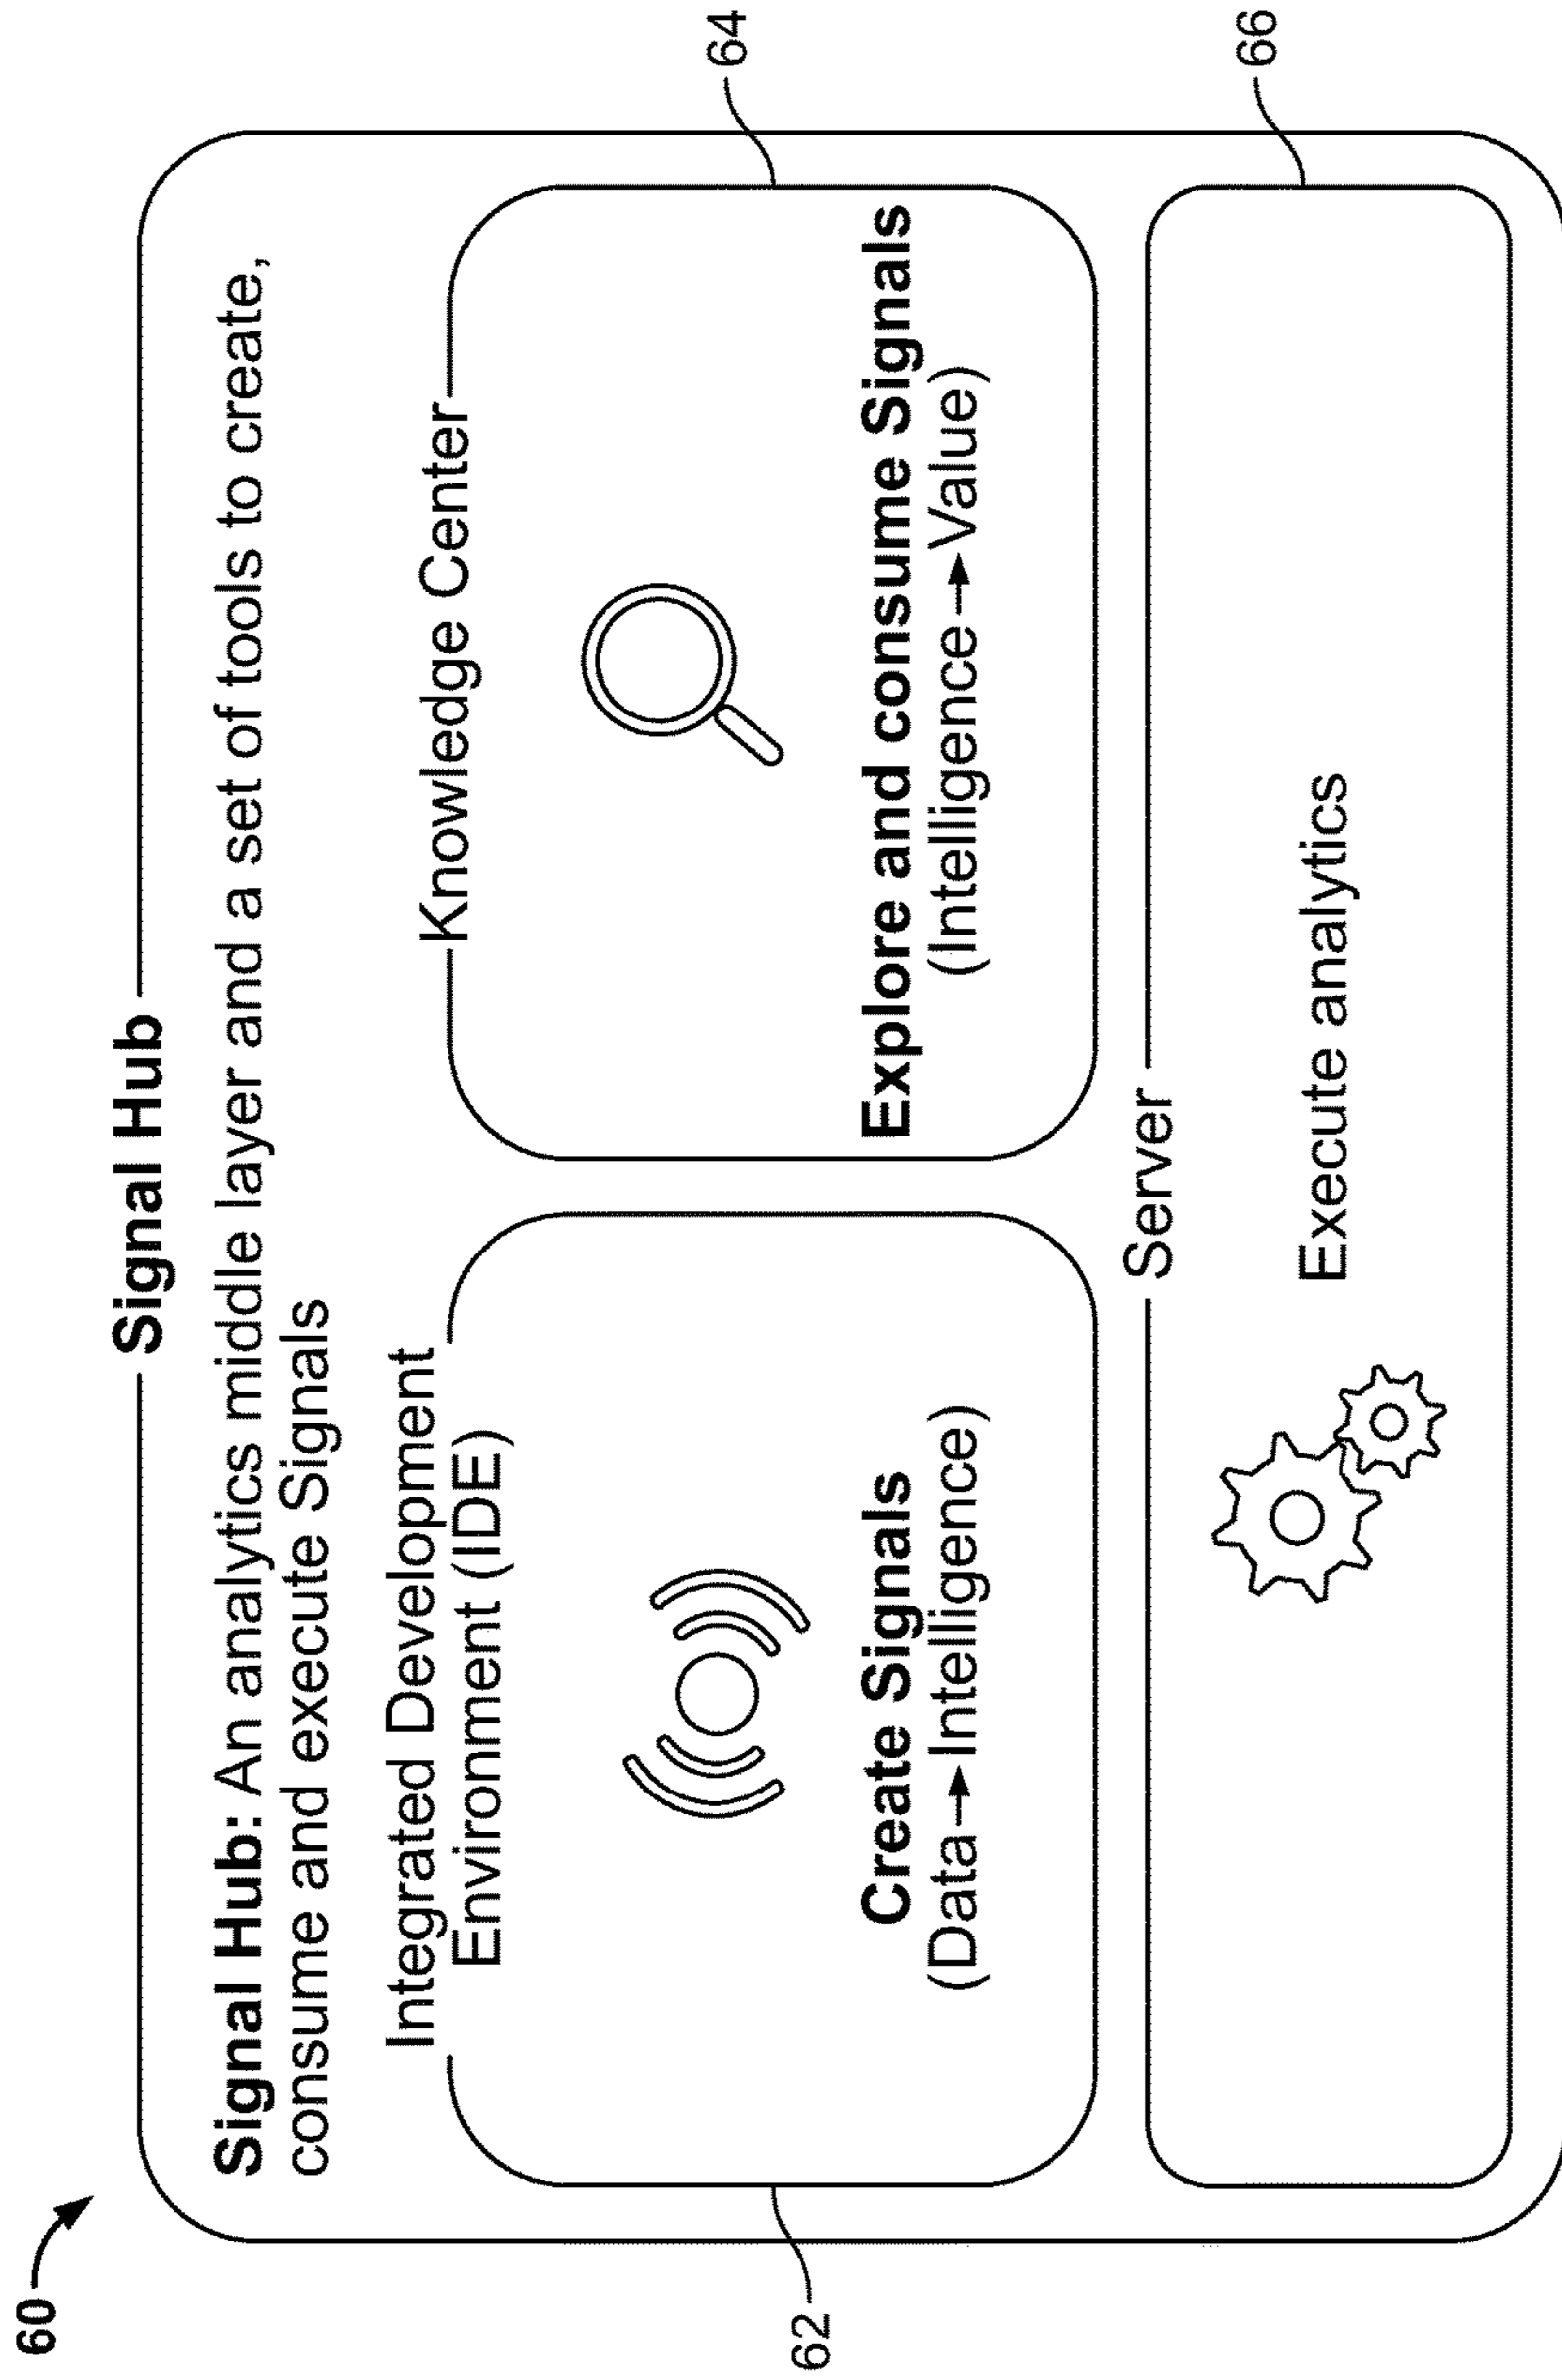 60
Signal Hub
Signal Hub: An analytics middle layer and a set of tools to create,
consume and execute Signals
Integrated Development
Environment (IDE)
Create Signals
(Data→Intelligence)
62
Knowledge Center
Explore and consume Signals
(Intelligence→Value)
64
Server
Execute analytics
66